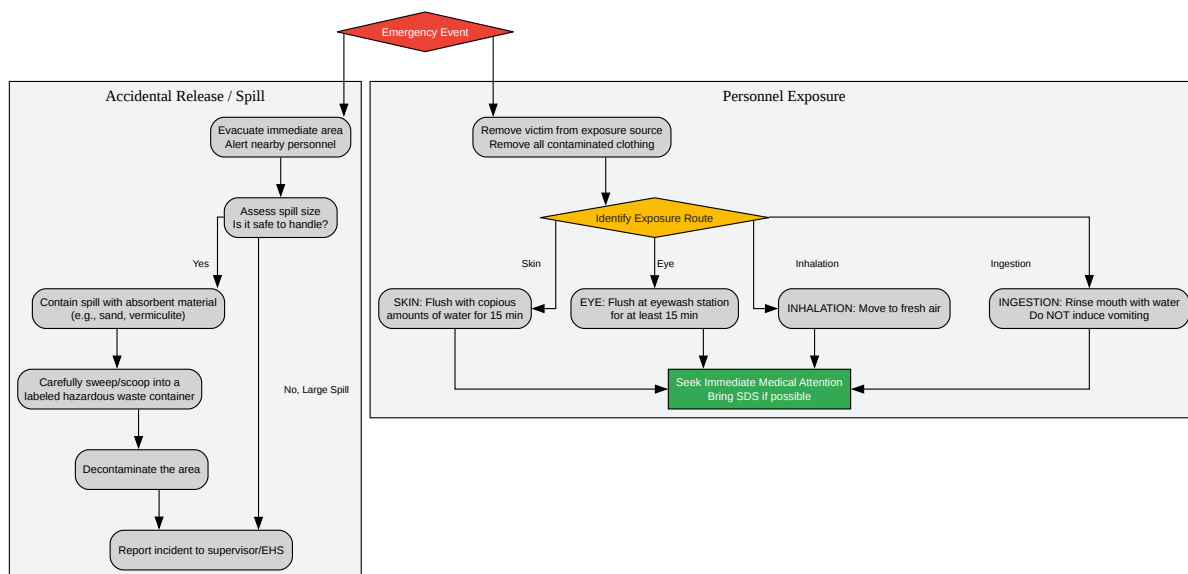 Emergency Event
Accidental Release / Spill
Evacuate immediate area
Alert nearby personnel
Assess spill size
Is it safe to handle?
Yes
Contain spill with absorbent material
(e.g., sand, vermiculite)
Carefully sweep/scoop into a
labeled hazardous waste container
No, Large Spill
Decontaminate the area
Report incident to supervisor/EHS
Personnel Exposure
Remove victim from exposure source
Remove all contaminated clothing
Identify Exposure Route
Skin
Eye
Inhalation
Ingestion
SKIN: Flush with copious
amounts of water for 15 min
EYE: Flush at eyewash station
for at least 15 min
INHALATION: Move to fresh air
INGESTION: Rinse mouth with water
Do NOT induce vomiting
Seek Immediate Medical Attention
Bring SDS if possible